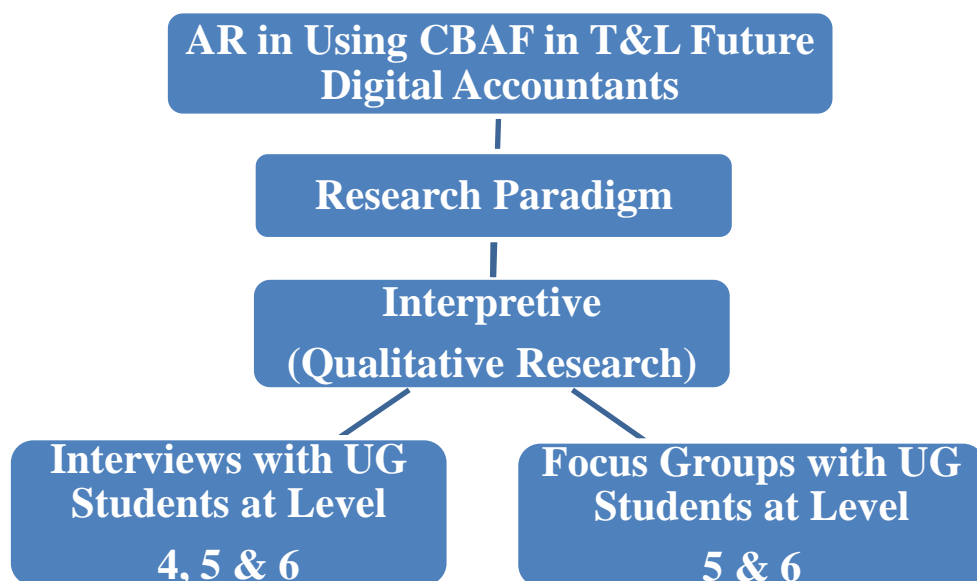 AR in Using CBAF in T&L Future
Digital Accountants
Research Paradigm
Interpretive
(Qualitative Research)
Interviews with UG
Students at Level
4, 5 & 6
Focus Groups with UG
Students at Level
5 & 6